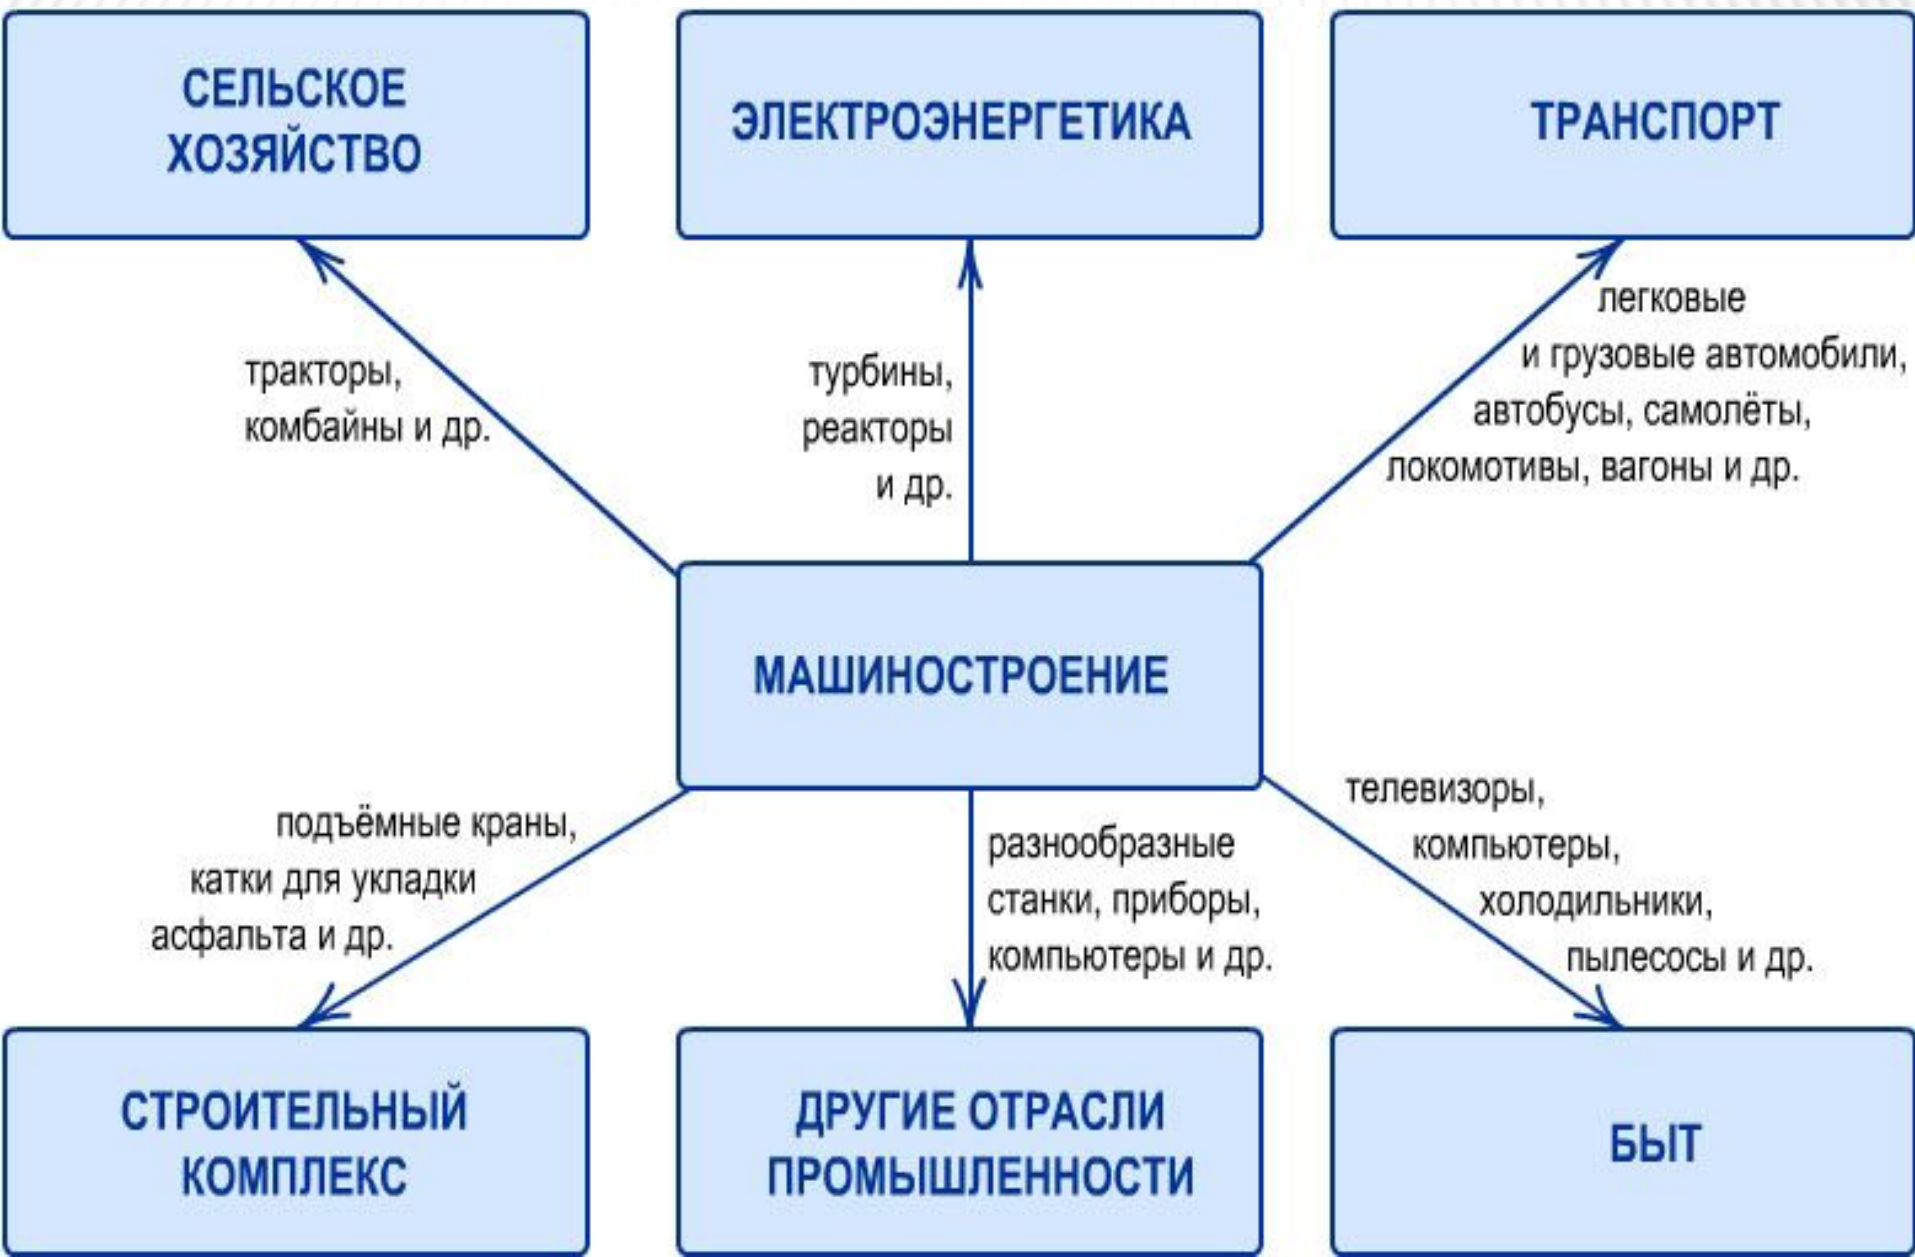 СЕЛЬСКОЕ
ХОЗЯЙСТВО
ЭЛЕКТРОЭНЕРГЕТИКА
ТРАНСПОРТ
тракторы,
комбайны и др.
турбины,
реакторы
и др.
легковые
и грузовые автомобили,
автобусы, самолёты,
локомотивы, вагоны и др.
МАШИНОСТРОЕНИЕ
подъёмные краны,
катки для укладки
асфальта и др.
разнообразные
станки, приборы,
компьютеры и др.
телевизоры,
компьютеры,
холодильники,
пылесосы и др.
СТРОИТЕЛЬНЫЙ
КОМПЛЕКС
ДРУГИЕ ОТРАСЛИ
ПРОМЫШЛЕННОСТИ
БЫТ